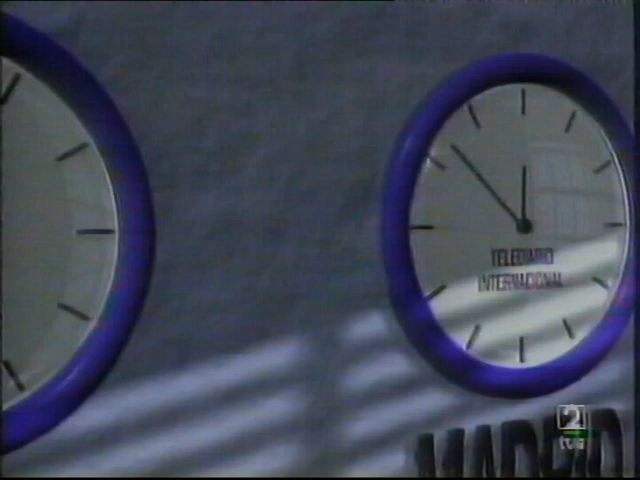 TELEDIARIO
INTERNACIONAL
MADRID
2
tve